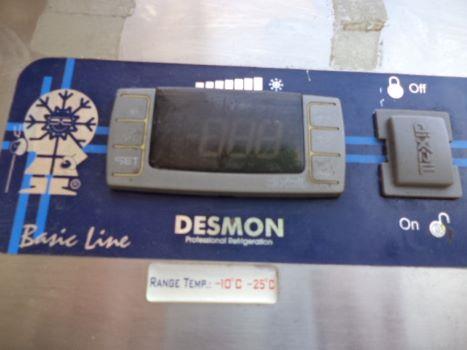 Off
SET
dixell
On
DESMON
Professional Refrigeration
Basic Line
RANGE TEMP.: -10°C -25°C